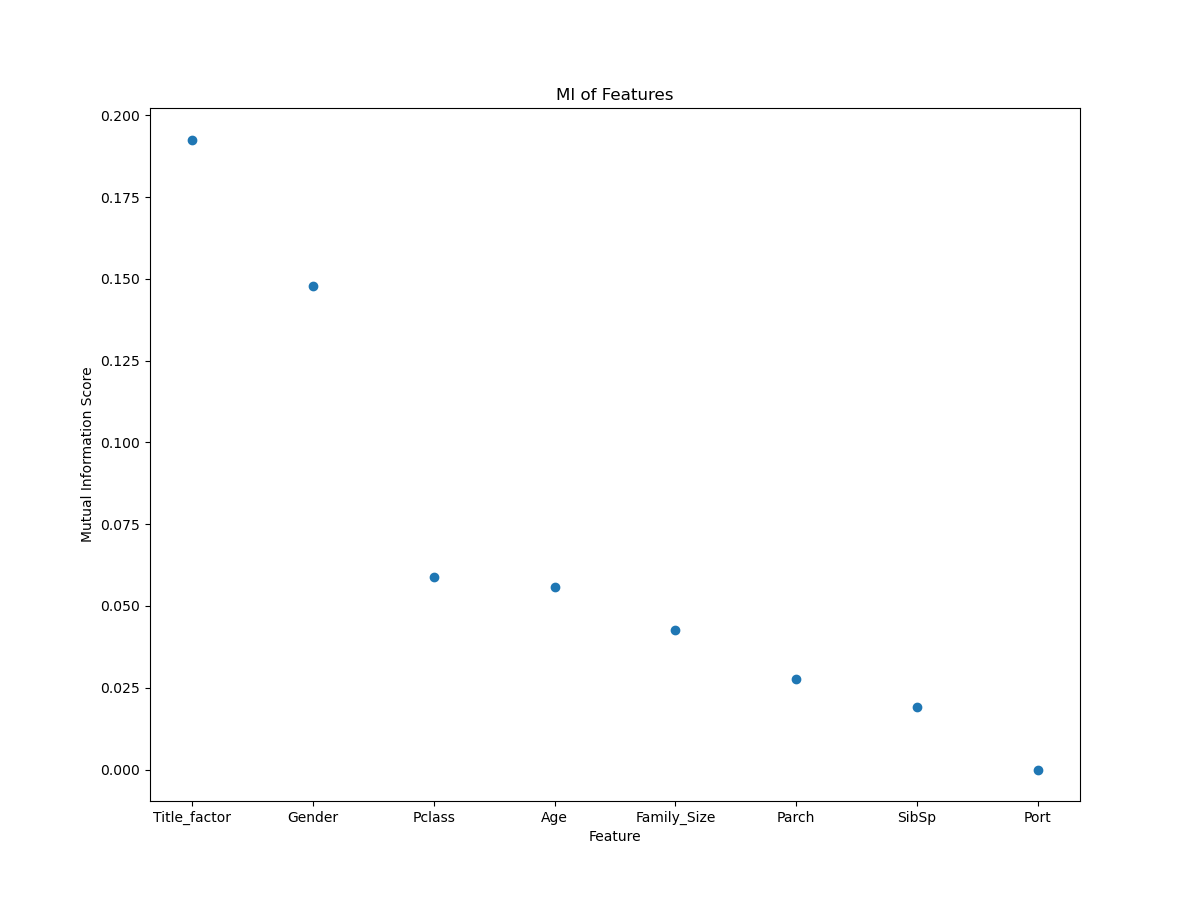 MI of Features
0.200
0.175
0.150
0.125
0.100
0.075
0.050
0.025
0.000
Mutual Information Score
Title_factor Gender Pclass Age Family_Size Parch SibSp Port
Feature